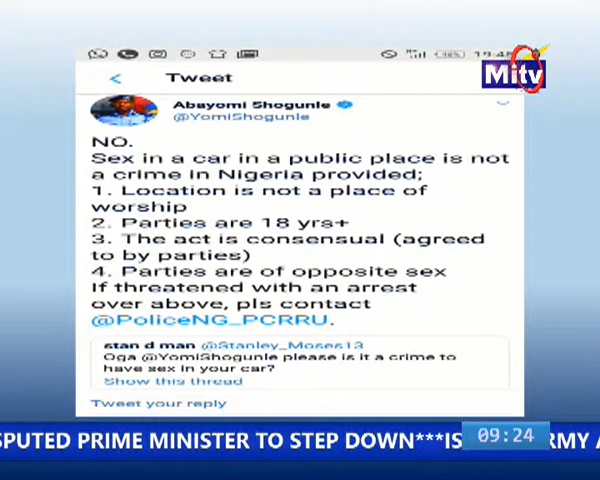 19:48
Tweet
Mitv
Abayomi Shogunle
@YomiShogunle
NO.
Sex in a car in a public place is not
a crime in Nigeria provided;
1. Location is not a place of
worship
2. Parties are 18 yrs+
3. The act is consensual (agreed
to by parties)
4. Parties are of opposite sex
If threatened with an arrest
over above, pls contact
@PoliceNG_PCRRU.
stan d man @Stanley_Moses13
Oga @YomiShogunle please is it a crime to
have sex in your car?
Show this thread
Tweet your reply
SPUTED PRIME MINISTER TO STEP DOWN***IS
09:24
RMY A